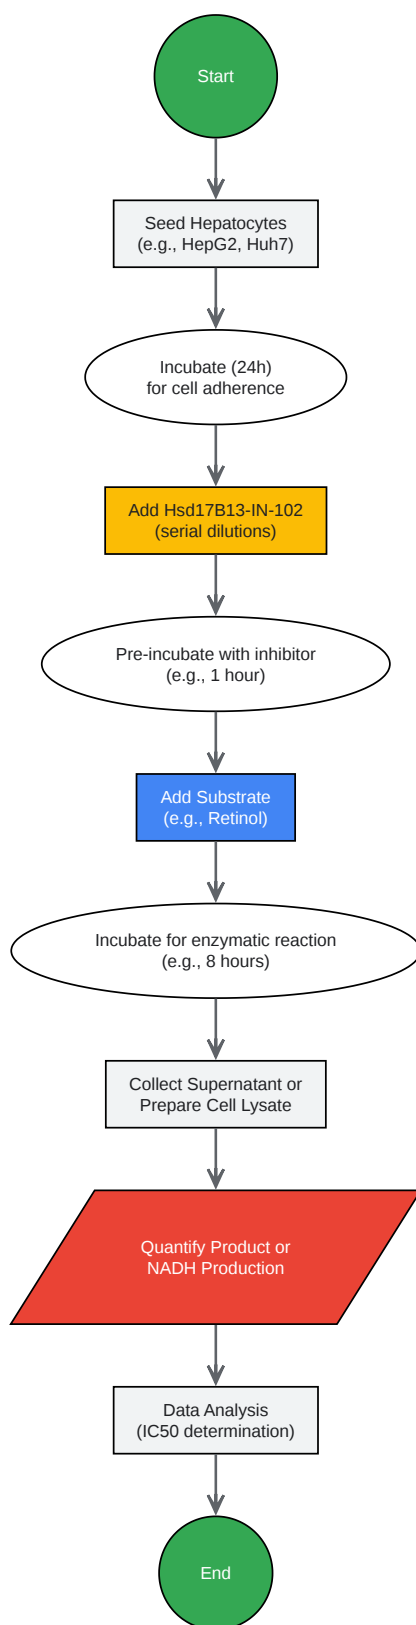 Start
Seed Hepatocytes
(e.g., HepG2, Huh7)
Incubate (24h)
for cell adherence
Add Hsd17B13-IN-102
(serial dilutions)
Pre-incubate with inhibitor
(e.g., 1 hour)
Add Substrate
(e.g., Retinol)
Incubate for enzymatic reaction
(e.g., 8 hours)
Collect Supernatant or
Prepare Cell Lysate
Quantify Product or
NADH Production
Data Analysis
(IC50 determination)
End